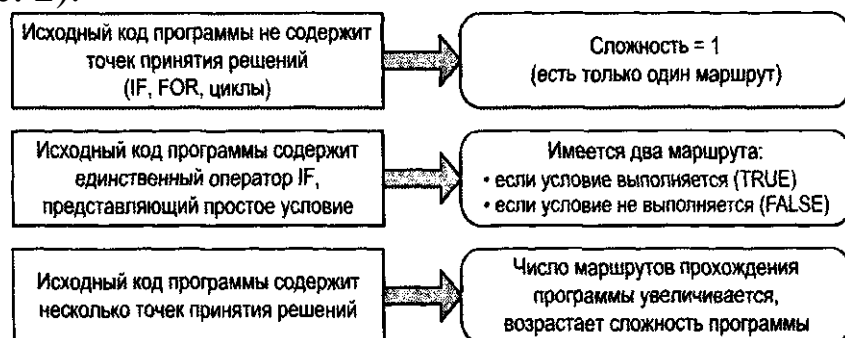 Исходный код программы не содержит
точек принятия решений
(IF, FOR, циклы)
Сложность = 1
(есть только один маршрут)
Исходный код программы содержит
единственный оператор IF,
представляющий простое условие
Имеется два маршрута:
• если условие выполняется (TRUE)
• если условие не выполняется (FALSE)
Исходный код программы содержит
несколько точек принятия решений
Число маршрутов прохождения
программы увеличивается,
возрастает сложность программы